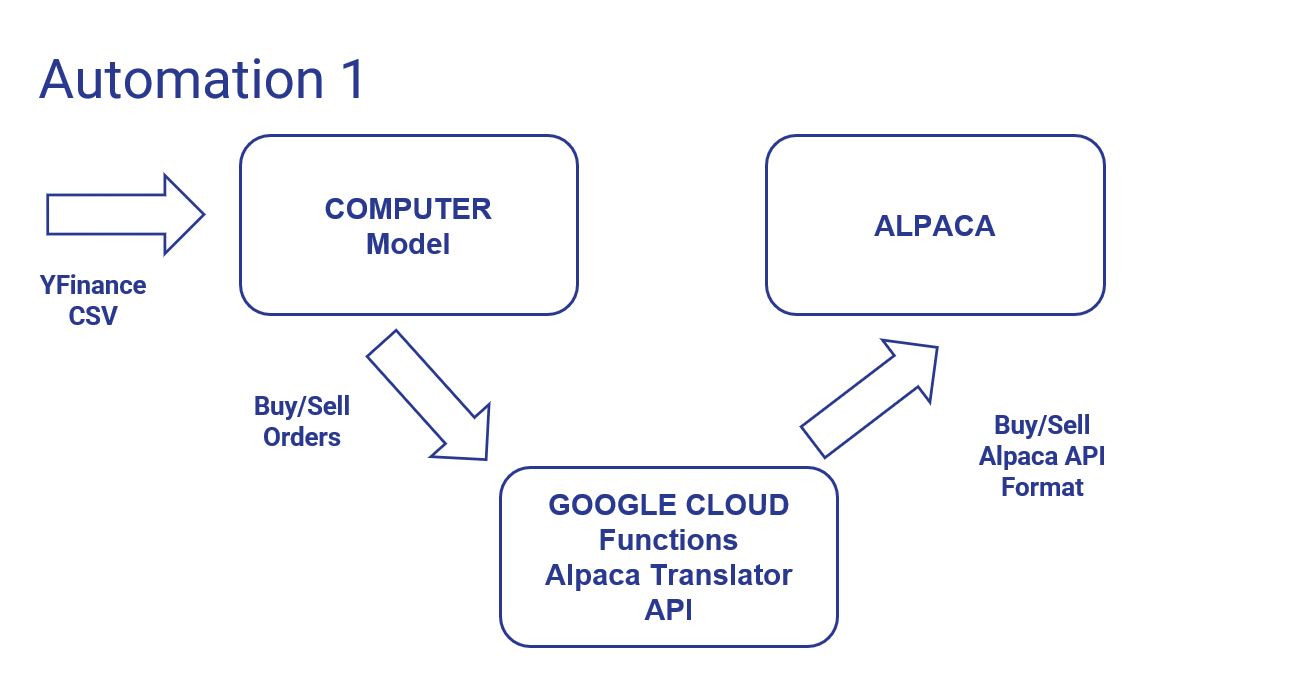 Automation 1
COMPUTER
Model
ALPACA
YFinance
CSV
Buy/Sell
Orders
Buy/Sell
Alpaca API
Format
GOOGLE CLOUD
Functions
Alpaca Translator
API